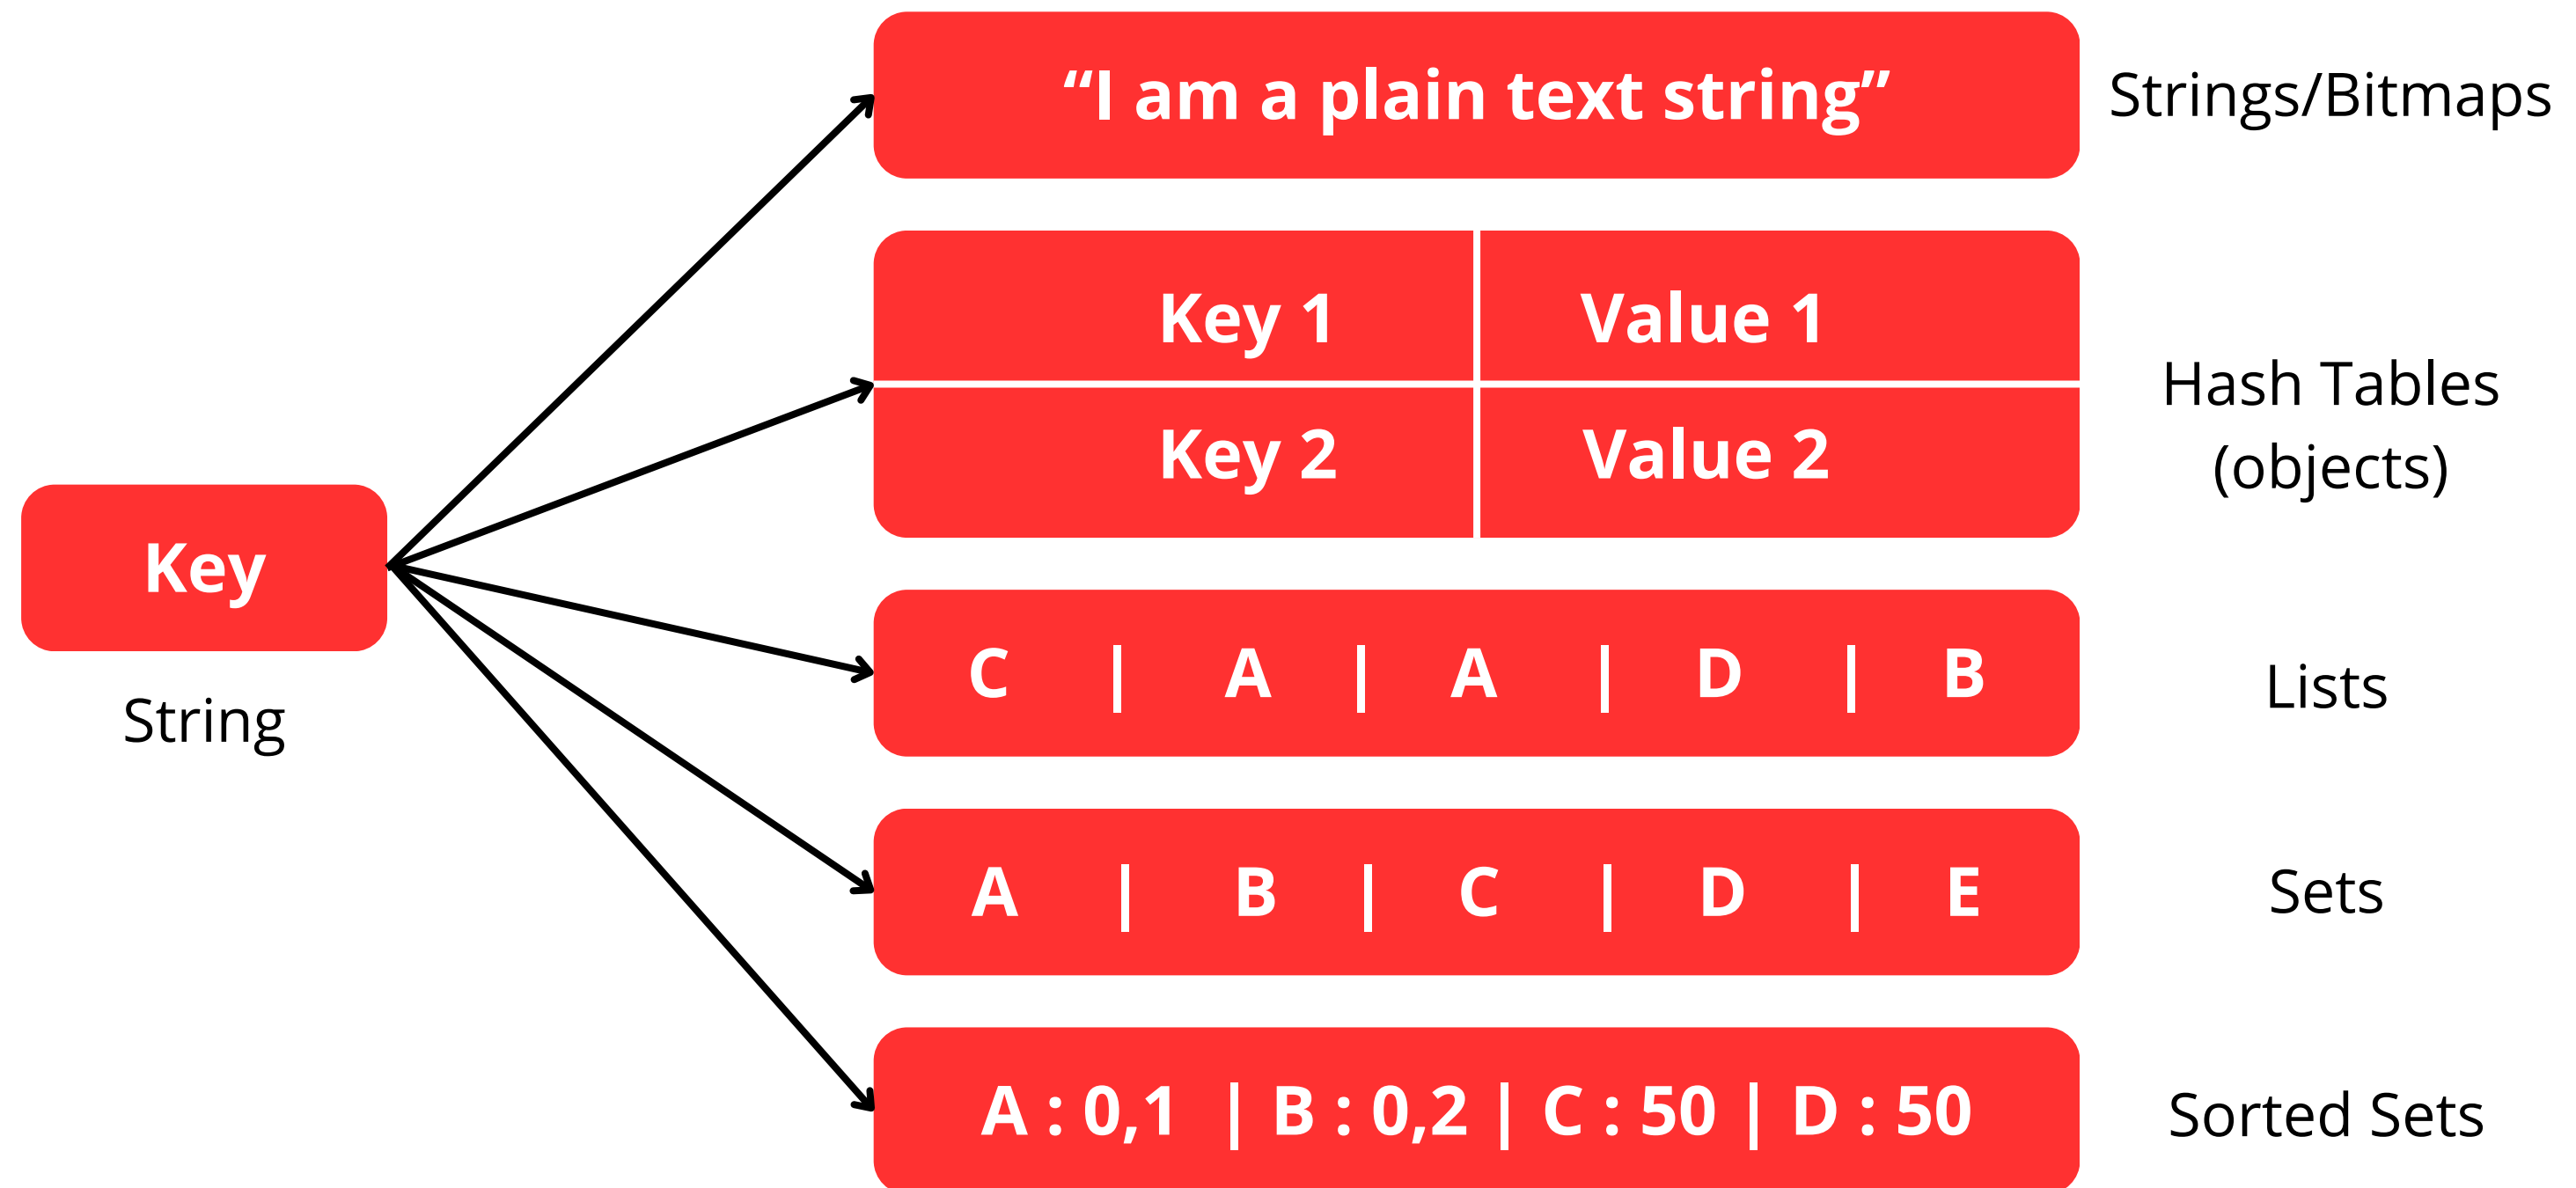 “I am a plain text string”
Strings/Bitmaps
Key 1 Value 1
Key 2 Value 2
Hash Tables
(objects)
Key
String
C | A | A | D | B
Lists
A | B | C | D | E
Sets
A : 0,1 | B : 0,2 | C : 50 | D : 50
Sorted Sets